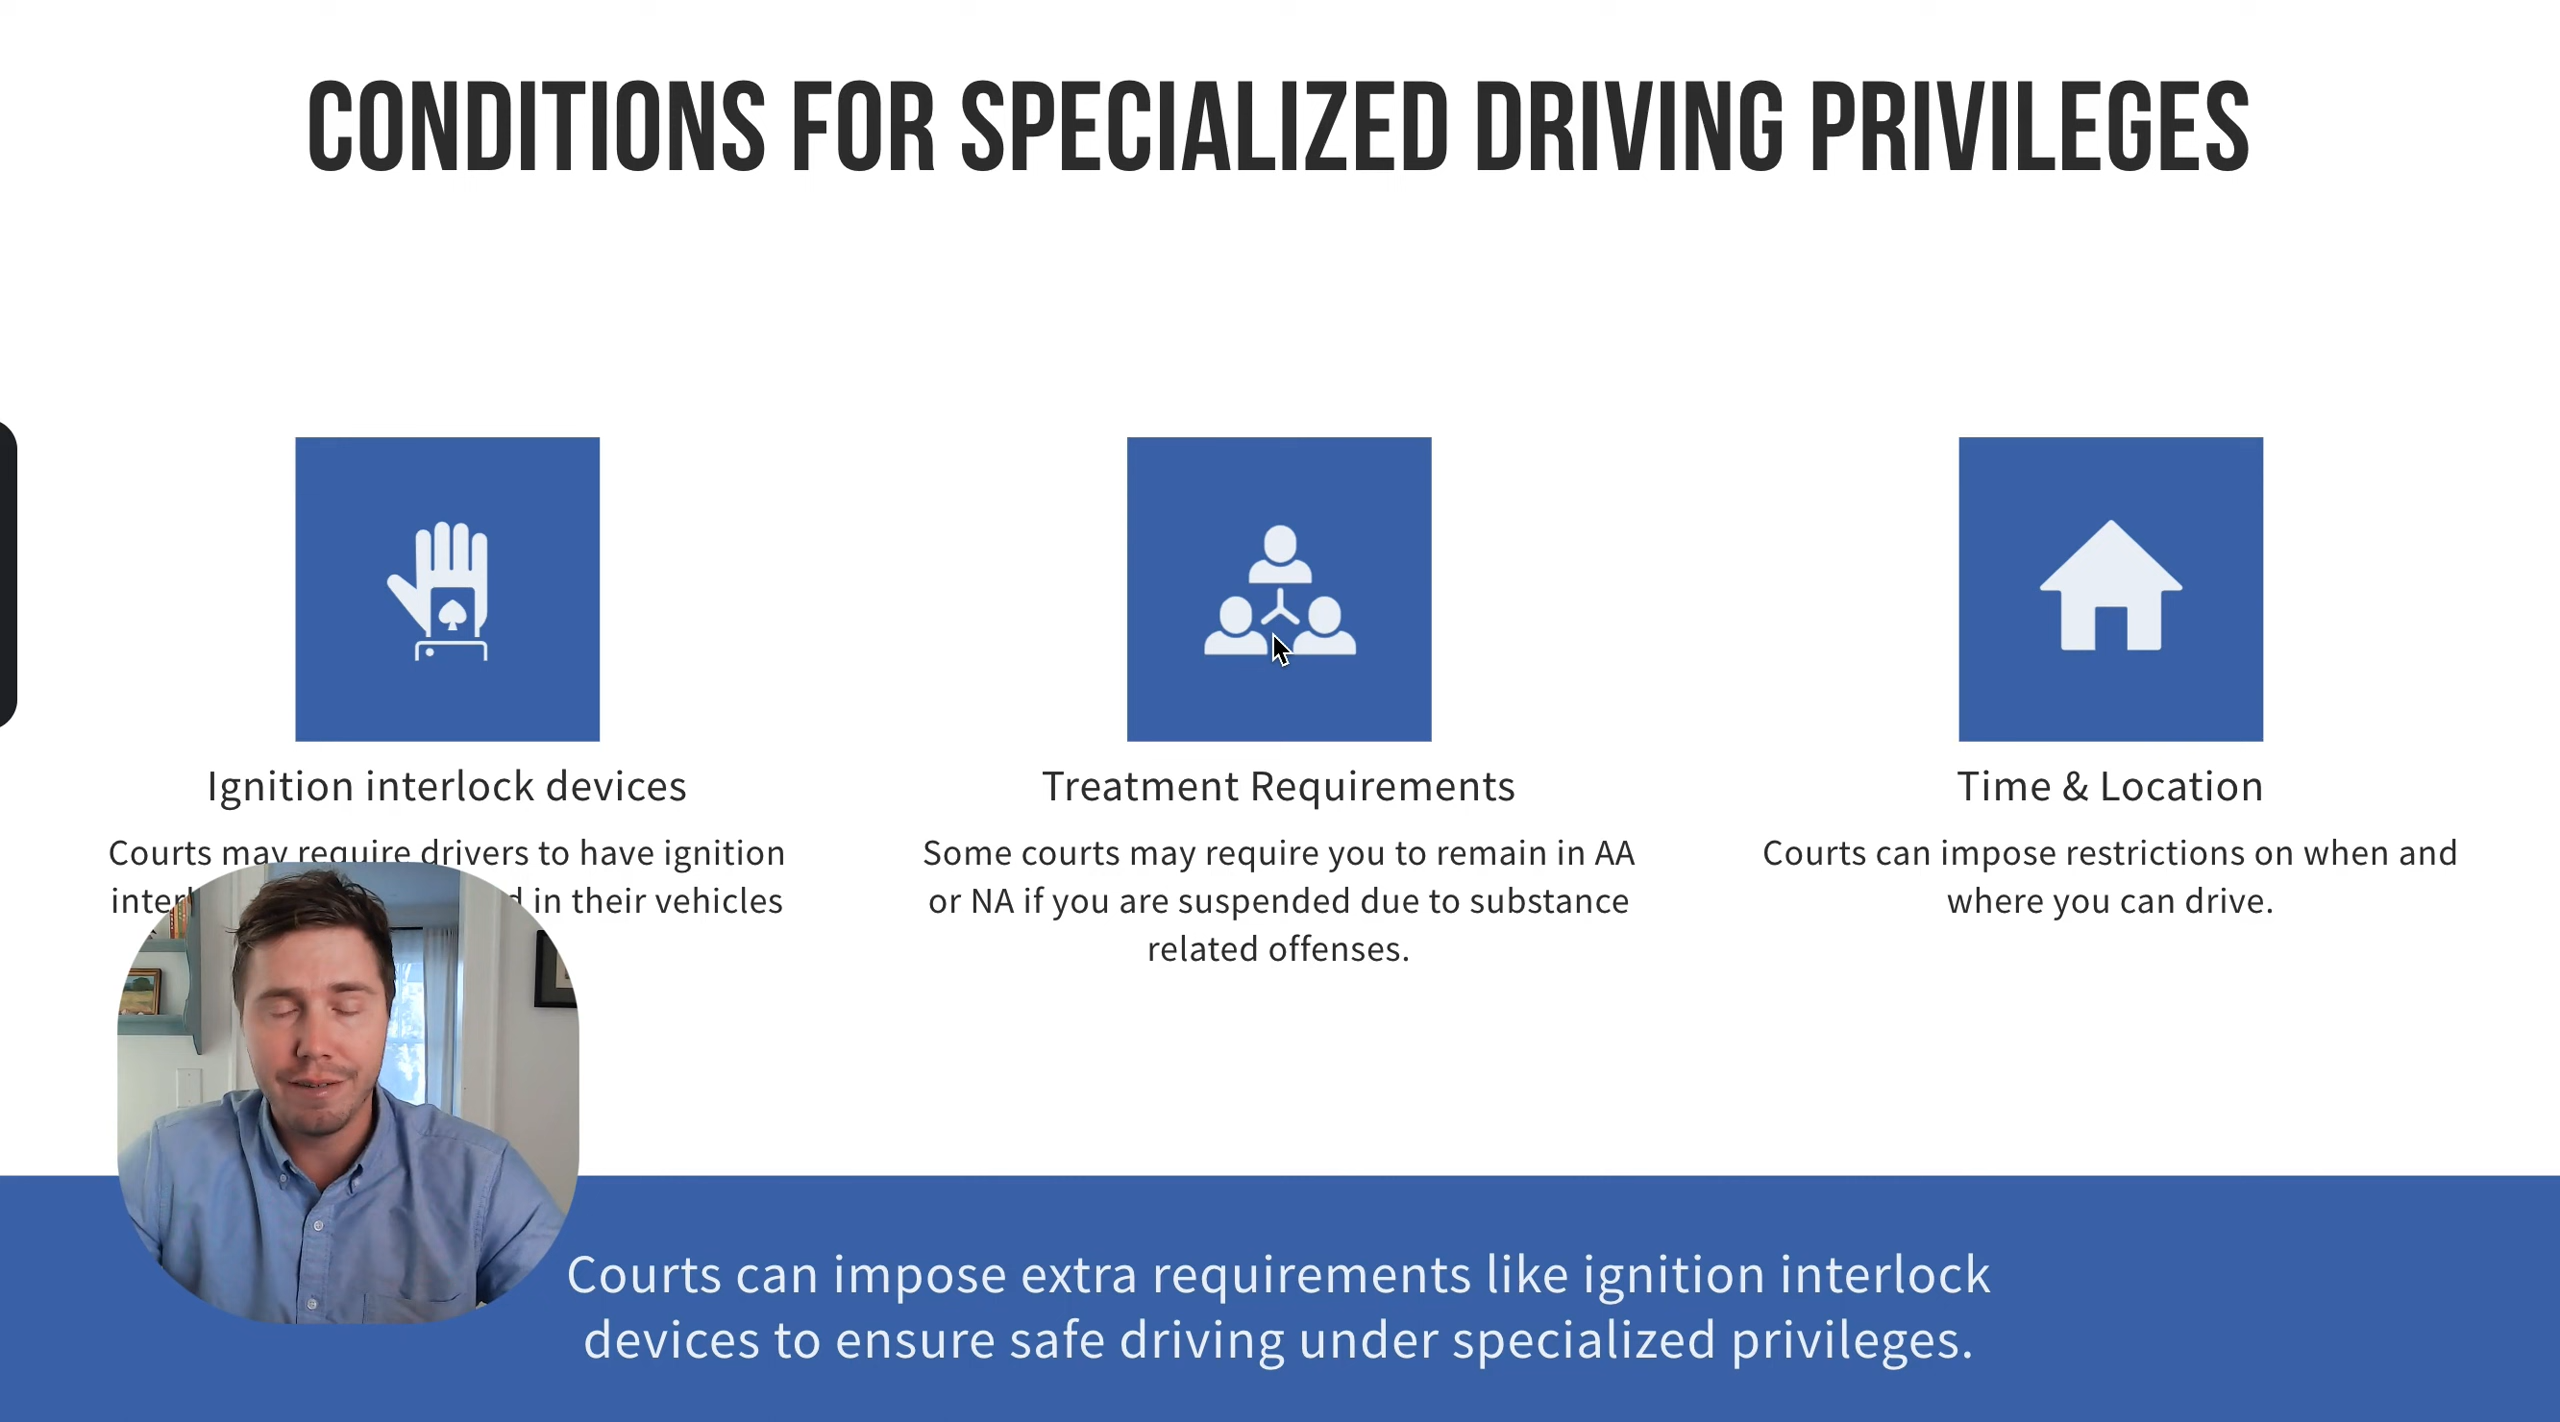 CONDITIONS FOR SPECIALIZED DRIVING PRIVILEGES
Ignition interlock devices
Courts may require drivers to have ignition
in their vehicles
Treatment Requirements
Some courts may require you to remain in AA
or NA if you are suspended due to substance
related offenses.
Time & Location
Courts can impose restrictions on when and
where you can drive.
Courts can impose extra requirements like ignition interlock
devices to ensure safe driving under specialized privileges.